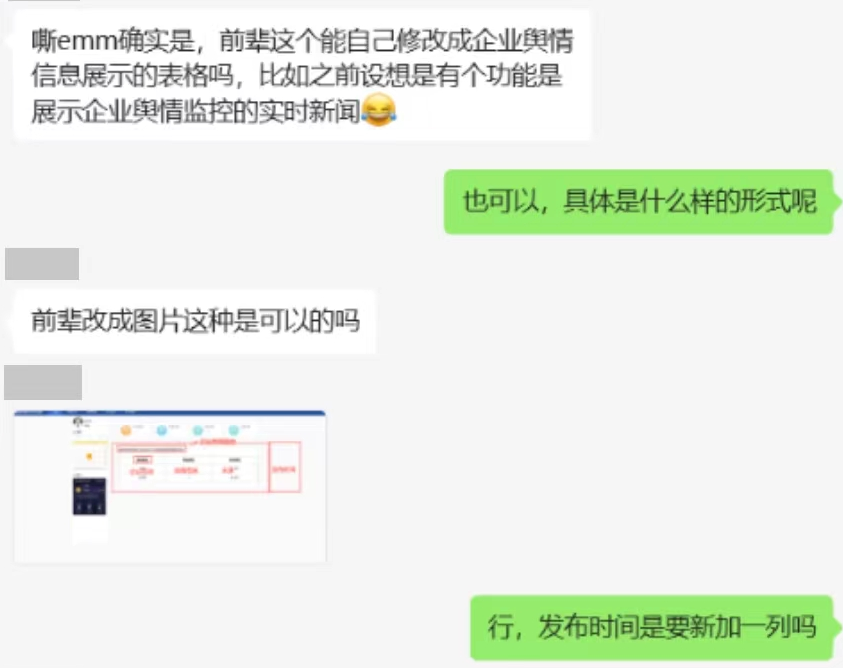 嘶emm确实是，前辈这个能自己修改成企业舆情
信息展示的表格吗，比如之前设想是有个功能是
展示企业舆情监控的实时新闻😂
也可以，具体是什么样的形式呢
前辈改成图片这种是可以的吗
行，发布时间是要新加一列吗